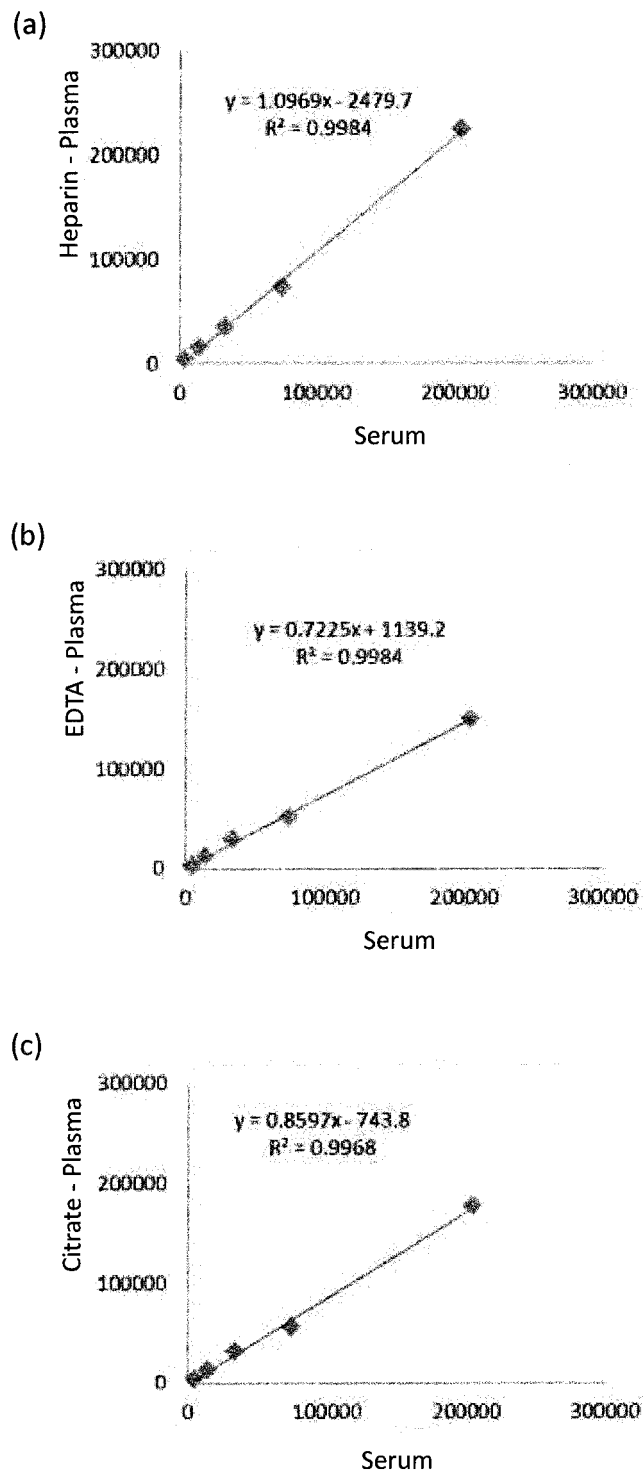 (a)
300000
y = 1.0969x - 2479.7
R² = 0.9984
200000
Heparin - Plasma
100000
0
0 100000 200000 300000
Serum
(b)
300000
y = 0.7225x + 1139.2
R² = 0.9984
200000
EDTA - Plasma
100000
0
0 100000 200000 300000
Serum
(c)
300000
y = 0.8597x - 743.8
R² = 0.9968
200000
Citrate - Plasma
100000
0
0 100000 200000 300000
Serum